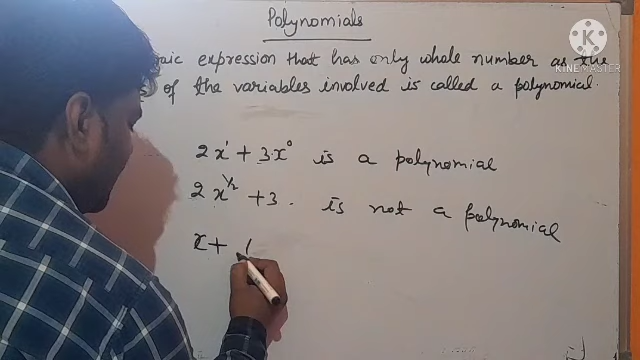 Polynomials
aic expression that has only whole number as the
of the variables involved is called a polynomial.
2x¹ + 3x⁰ is a polynomial
2x^1/2 + 3. is not a polynomial
x +
K
KINEMASTER